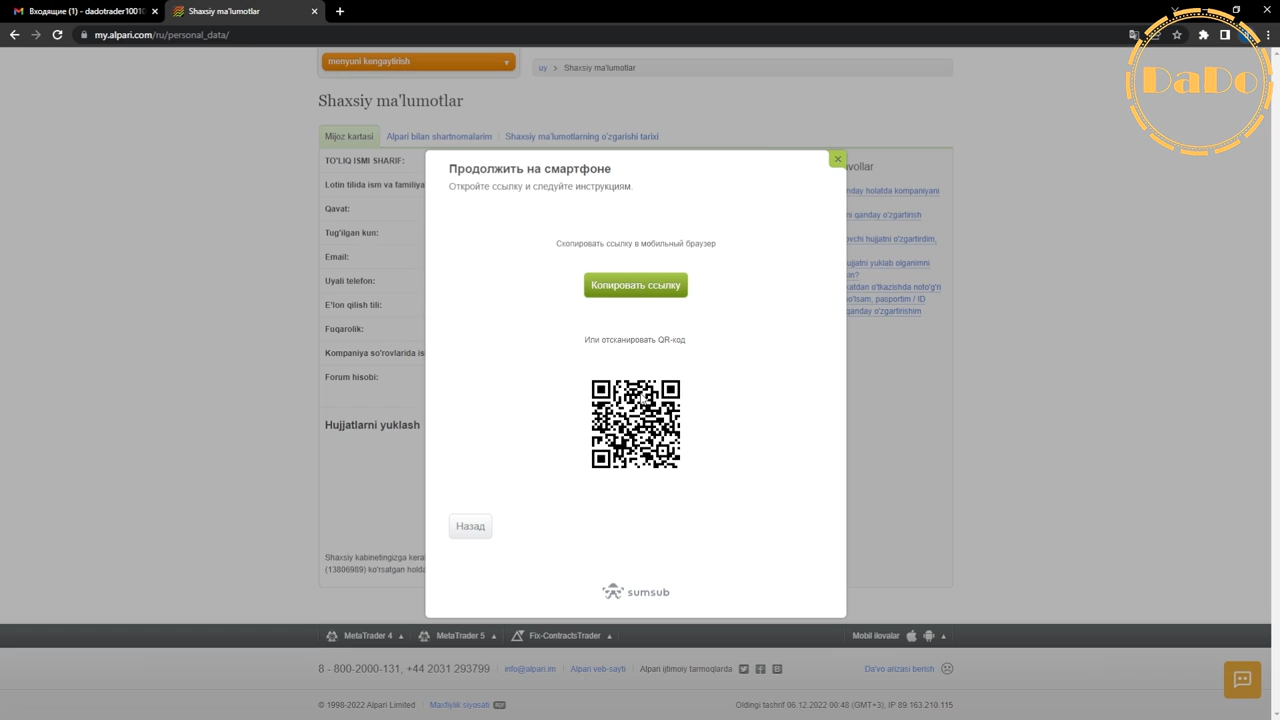 Входящие (1) - dadotrader10010
Shaxsiy ma'lumotlar
my.alpari.com/ru/personal_data/
DaDo
menyuni kengaytirish
uy > Shaxsiy ma'lumotlar
Shaxsiy ma'lumotlar
Mijoz kartasi
Alpari bilan shartnomalarim
Shaxsiy ma'lumotlarning o'zgarishi tarixi
TO'LIQ ISMI SHARIF:
Lotin tilida ism va familiya
Qavat:
Tug'ilgan kun:
Email:
Uyali telefon:
E'lon qilish tili:
Fuqarolik:
Kompaniya so'rovlarida is
Forum hisobi:
Hujjatlarni yuklash
Shaxsiy kabinetingizga kera
(13806989) ko'rsatgan holda
Продолжить на смартфоне
Откройте ссылку и следуйте инструкциям.
Скопировать ссылку в мобильный браузер
Копировать ссылку
Или отсканировать QR-код
Назад
sumsub
avollar
nday holatda kompaniyani
ni qanday o'zgartirish
ovchi hujjatni o'zgartirdim,
ujjatni yuklab olganimni
un?
katdan o'tkazishda noto'g'ri
o'lsam, pasportim / ID
qanday o'zgartirishim
MetaTrader 4
MetaTrader 5
Fix-ContractsTrader
Mobil ilovalar
8 - 800-2000-131, +44 2031 293799
info@alpari.im
Alpari veb-sayti
Alpari ijtimoiy tarmoqlarda
Da'vo arizasi berish
© 1998-2022 Alpari Limited
Maxfiylik siyosati
PDF
Oldingi tashrif 06.12.2022 00:48 (GMT+3), IP 89.163.210.115